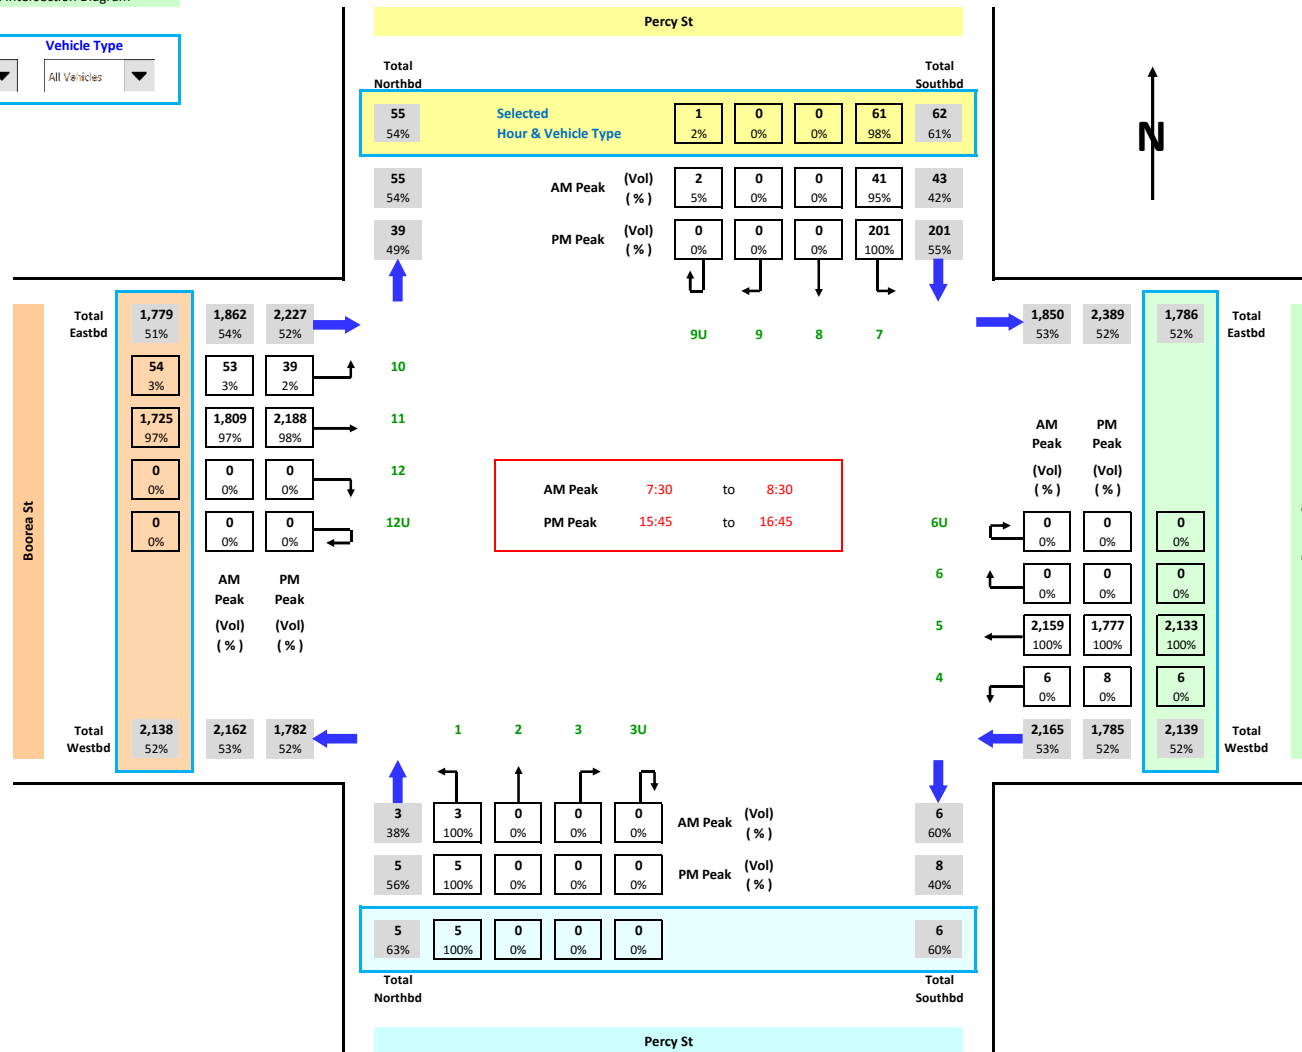 Intersection Diagram
Vehicle Type
All Vehicles
Percy St
Total Northbd
Total Southbd
55 54%
Selected Hour & Vehicle Type
1 2%
0 0%
0 0%
61 98%
62 61%
55 54%
AM Peak (Vol) ( % )
2 5%
0 0%
0 0%
41 95%
43 42%
39 49%
PM Peak (Vol) ( % )
0 0%
0 0%
0 0%
201 100%
201 55%
N
9U 9 8 7
Total Eastbd
1,779 51%
1,862 54%
2,227 52%
54 3%
53 3%
39 2%
10
1,725 97%
1,809 97%
2,188 98%
11
0 0%
0 0%
0 0%
12
0 0%
0 0%
0 0%
12U
AM Peak (Vol) ( % )
PM Peak (Vol) ( % )
Boorea St
Total Westbd
2,138 52%
2,162 53%
1,782 52%
AM Peak 7:30 to 8:30
PM Peak 15:45 to 16:45
1,850 53%
2,389 52%
1,786 52%
Total Eastbd
AM Peak (Vol) ( % )
PM Peak (Vol) ( % )
6U
0 0%
0 0%
0 0%
6
0 0%
0 0%
0 0%
5
2,159 100%
1,777 100%
2,133 100%
4
6 0%
8 0%
6 0%
2,165 53%
1,785 52%
2,139 52%
Total Westbd
1 2 3 3U
3 38%
3 100%
0 0%
0 0%
0 0%
AM Peak (Vol) ( % )
6 60%
5 56%
5 100%
0 0%
0 0%
0 0%
PM Peak (Vol) ( % )
8 40%
5 63%
5 100%
0 0%
0 0%
0 0%
6 60%
Total Northbd
Total Southbd
Percy St